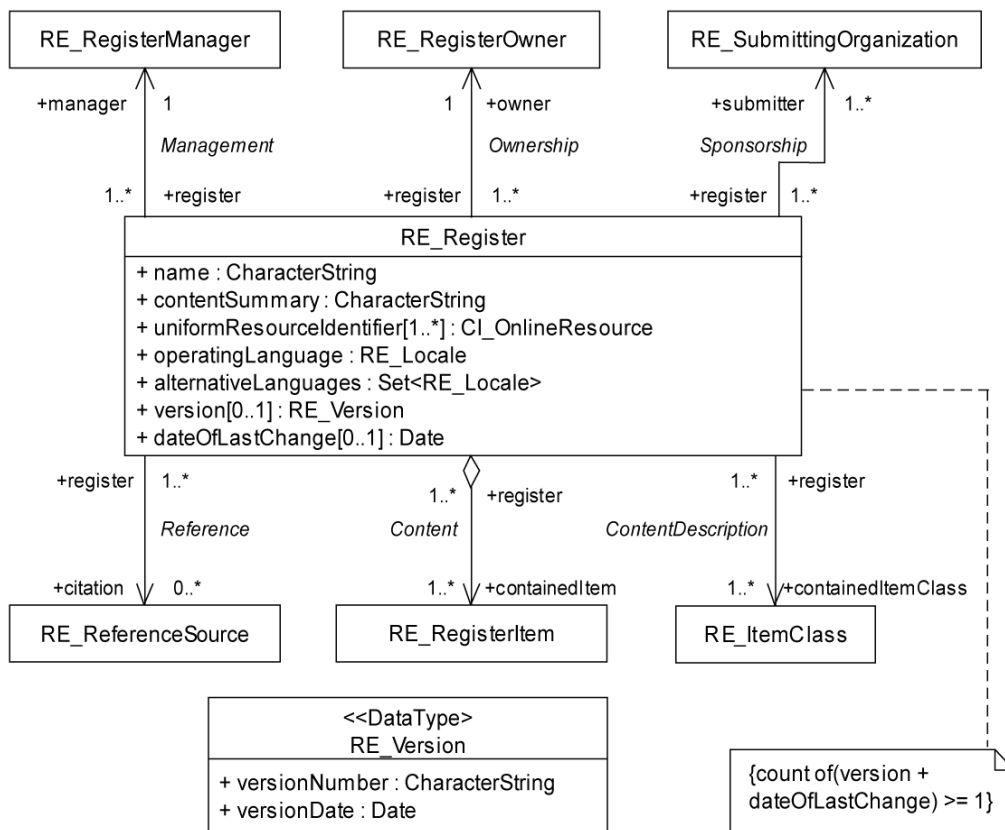 RE_RegisterManager
RE_RegisterOwner
RE_SubmittingOrganization
+manager 1
1 +owner
+submitter 1..*
Management
Ownership
Sponsorship
1..* +register
+register 1..*
+register 1..*
RE_Register
+ name : CharacterString
+ contentSummary : CharacterString
+ uniformResourceIdentifier[1..*] : CI_OnlineResource
+ operatingLanguage : RE_Locale
+ alternativeLanguages : Set<RE_Locale>
+ version[0..1] : RE_Version
+ dateOfLastChange[0..1] : Date
+register 1..*
1..* +register
1..* +register
Reference
Content
ContentDescription
+citation 0..*
1..* +containedItem
1..* +containedItemClass
RE_ReferenceSource
RE_RegisterItem
RE_ItemClass
<<DataType>
RE_Version
+ versionNumber : CharacterString
+ versionDate : Date
{count of(version +
dateOfLastChange) >= 1}